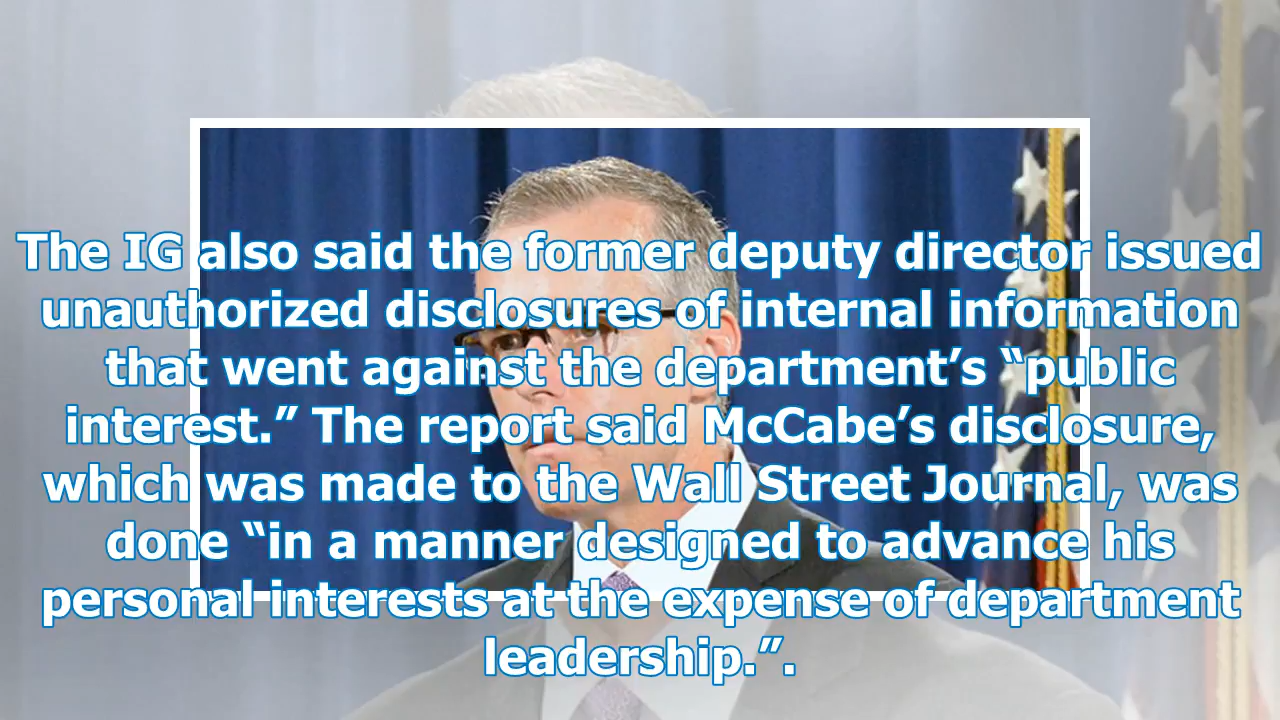 The IG also said the former deputy director issued
unauthorized disclosures of internal information
that went against the department’s “public
interest.” The report said McCabe’s disclosure,
which was made to the Wall Street Journal, was
done “in a manner designed to advance his
personal interests at the expense of department
leadership.”.